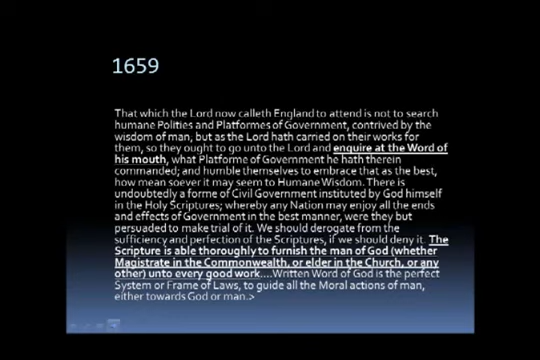 1659
That which the Lord now calleth England to attend is not to search
humane Polities and Platformes of Government, contrived by the
wisdom of man, but as the Lord hath carried on their works for
them, so they ought to go unto the Lord and enquire at the Word of
his mouth, what Platforme of Government he hath therein
commanded; and humble themselves to embrace that as the best,
how mean soever it may seem to Humane Wisdom. There is
undoubtedly a forme of Civil Government instituted by God himself
in the Holy Scriptures; whereby any Nation may enjoy all the ends
and effects of Government in the best manner, were they but
persuaded to make trial of it. We should derogate from the
sufficiency and perfection of the Scriptures, if we should deny it. The
Scripture is able thoroughly to furnish the man of God (whether
Magistrate in the Commonwealth, or elder in the Church, or any
other) unto every good work....Written Word of God is the perfect
System or Frame of Laws, to guide all the Moral actions of man,
either towards God or man.>